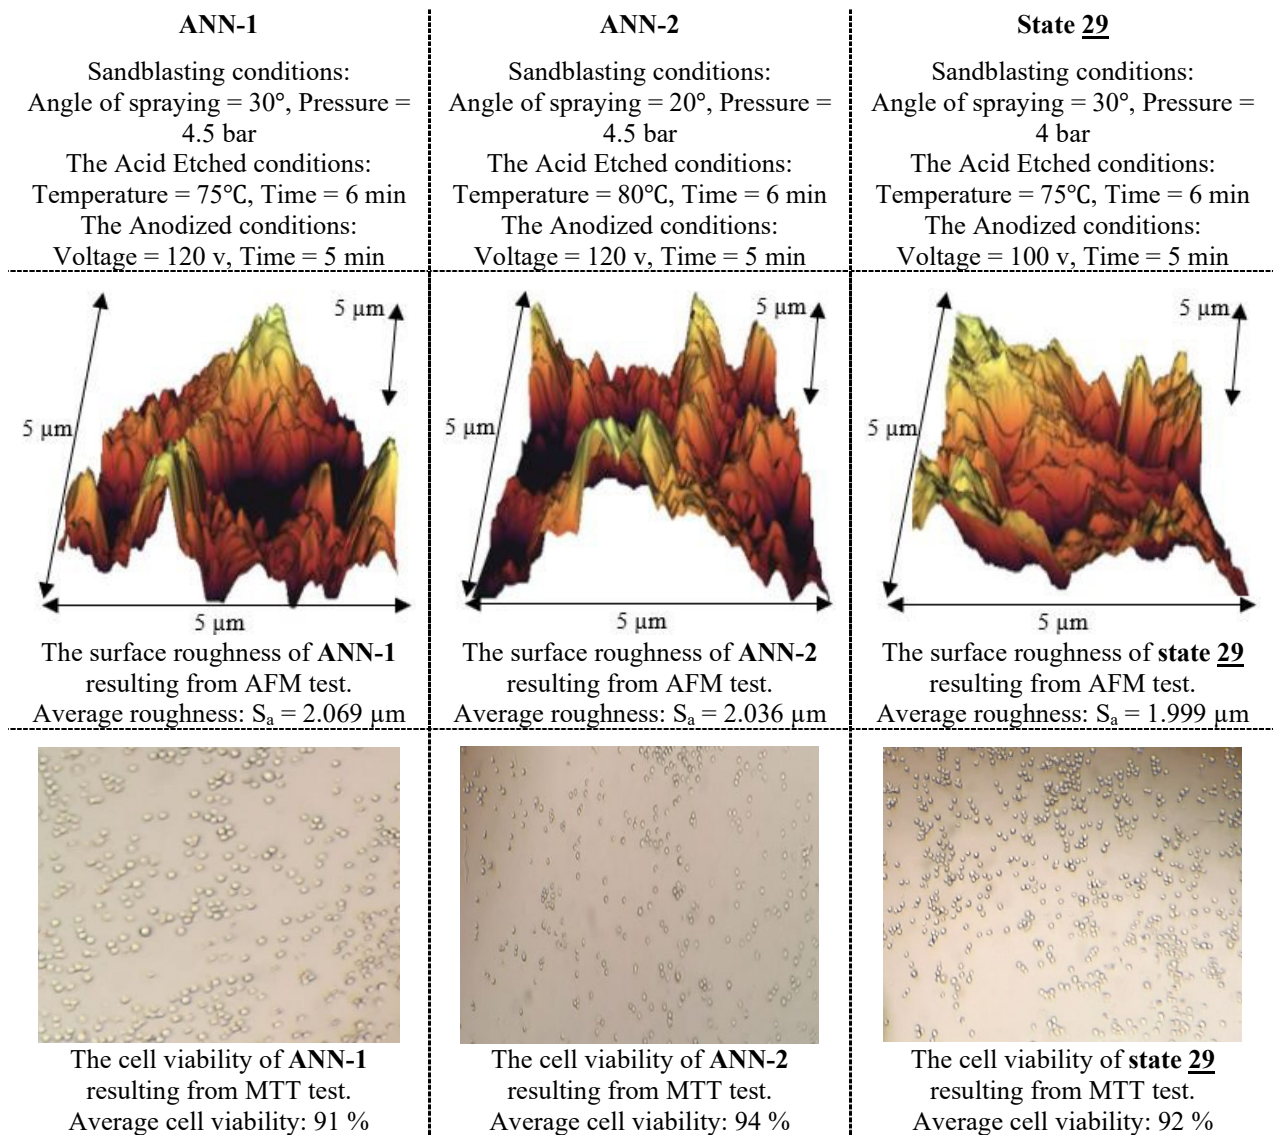 ANN-1
Sandblasting conditions:
Angle of spraying = 30°, Pressure =
4.5 bar
The Acid Etched conditions:
Temperature = 75℃, Time = 6 min
The Anodized conditions:
Voltage = 120 v, Time = 5 min
ANN-2
Sandblasting conditions:
Angle of spraying = 20°, Pressure =
4.5 bar
The Acid Etched conditions:
Temperature = 80℃, Time = 6 min
The Anodized conditions:
Voltage = 120 v, Time = 5 min
State 29
Sandblasting conditions:
Angle of spraying = 30°, Pressure =
4 bar
The Acid Etched conditions:
Temperature = 75℃, Time = 6 min
The Anodized conditions:
Voltage = 100 v, Time = 5 min
5 µm
5 µm
5 µm
The surface roughness of ANN-1
resulting from AFM test.
Average roughness: Sₐ = 2.069 µm
5 µm
5 µm
5 µm
The surface roughness of ANN-2
resulting from AFM test.
Average roughness: Sₐ = 2.036 µm
5 µm
5 µm
5 µm
The surface roughness of state 29
resulting from AFM test.
Average roughness: Sₐ = 1.999 µm
The cell viability of ANN-1
resulting from MTT test.
Average cell viability: 91 %
The cell viability of ANN-2
resulting from MTT test.
Average cell viability: 94 %
The cell viability of state 29
resulting from MTT test.
Average cell viability: 92 %